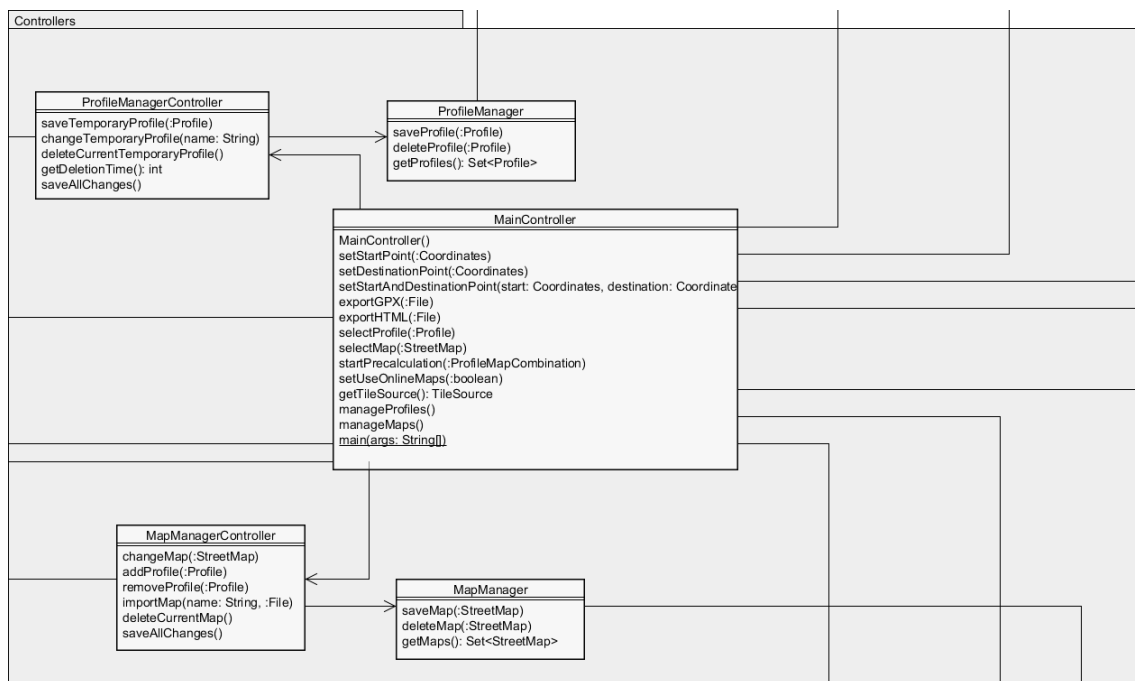 Controllers
ProfileManagerController
saveTemporaryProfile(:Profile)
changeTemporaryProfile(name: String)
deleteCurrentTemporaryProfile()
getDeletionTime(): int
saveAllChanges()
ProfileManager
saveProfile(:Profile)
deleteProfile(:Profile)
getProfiles(): Set<Profile>
MainController
MainController()
setStartPoint(:Coordinates)
setDestinationPoint(:Coordinates)
setStartAndDestinationPoint(start: Coordinates, destination: Coordinate
exportGPX(:File)
exportHTML(:File)
selectProfile(:Profile)
selectMap(:StreetMap)
startPrecalculation(:ProfileMapCombination)
setUseOnlineMaps(:boolean)
getTileSource(): TileSource
manageProfiles()
manageMaps()
main(args: String[])
MapManagerController
changeMap(:StreetMap)
addProfile(:Profile)
removeProfile(:Profile)
importMap(name: String, :File)
deleteCurrentMap()
saveAllChanges()
MapManager
saveMap(:StreetMap)
deleteMap(:StreetMap)
getMaps(): Set<StreetMap>